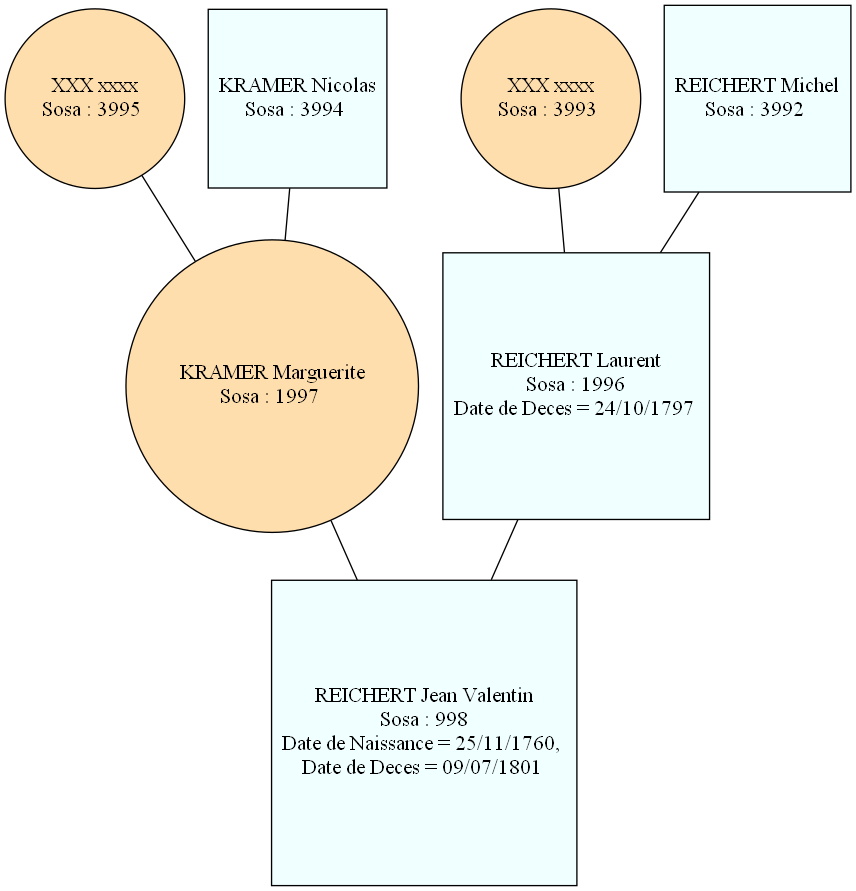 XXX xxxx
Sosa : 3995
KRAMER Nicolas
Sosa : 3994
XXX xxxx
Sosa : 3993
REICHERT Michel
Sosa : 3992
KRAMER Marguerite
Sosa : 1997
REICHERT Laurent
Sosa : 1996
Date de Deces = 24/10/1797
REICHERT Jean Valentin
Sosa : 998
Date de Naissance = 25/11/1760,
Date de Deces = 09/07/1801